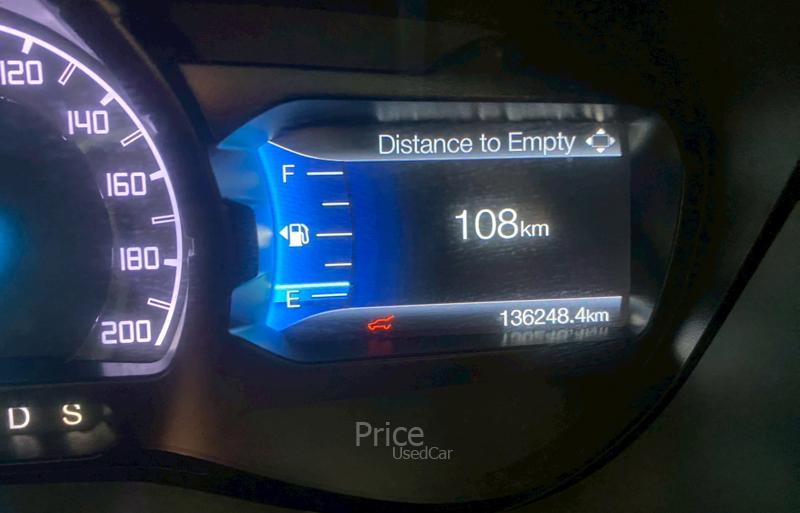 120
140
160
180
200
D S
Distance to Empty
F
108km
E
136248.4km
Price
UsedCar